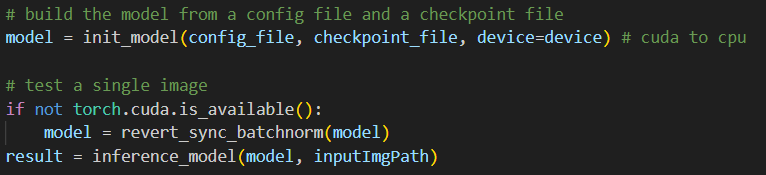 # build the model from a config file and a checkpoint file
model = init_model(config_file, checkpoint_file, device=device) # cuda to cpu
# test a single image
if not torch.cuda.is_available():
    model = revert_sync_batchnorm(model)
result = inference_model(model, inputImgPath)